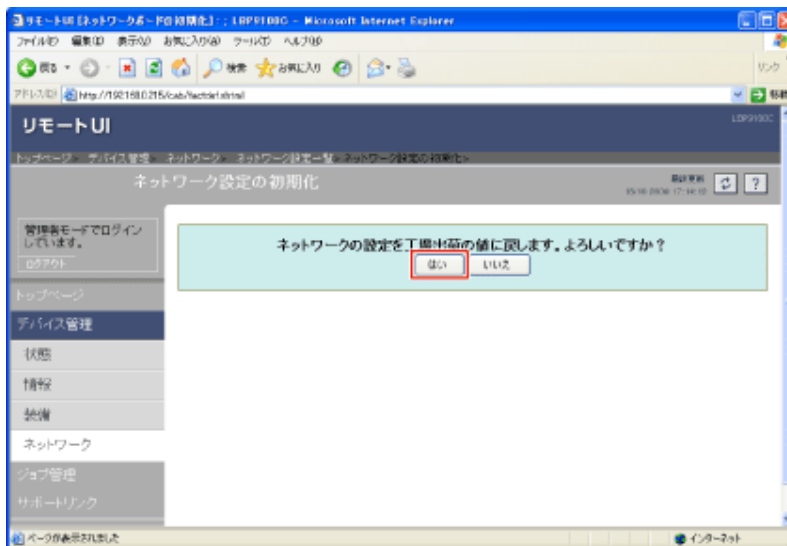 リモートUI [ネットワークボードの初期化] : ; LBP9100C - Microsoft Internet Explorer
ファイル(F) 編集(E) 表示(V) お気に入り(A) ツール(T) ヘルプ(H)
戻る 検索 お気に入り リンク
アドレス(D) 移動
リモートUI LBP9100C
トップページ> デバイス管理> ネットワーク> ネットワーク設定一覧> ネットワーク設定の初期化>
ネットワーク設定の初期化 最終更新
?
管理者モードでログイン
しています。
ログアウト
ネットワークの設定を工場出荷の値に戻します。よろしいですか？
はい いいえ
トップページ
デバイス管理
状態
情報
装備
ネットワーク
ジョブ管理
サポートリンク
ページが表示されました インターネット